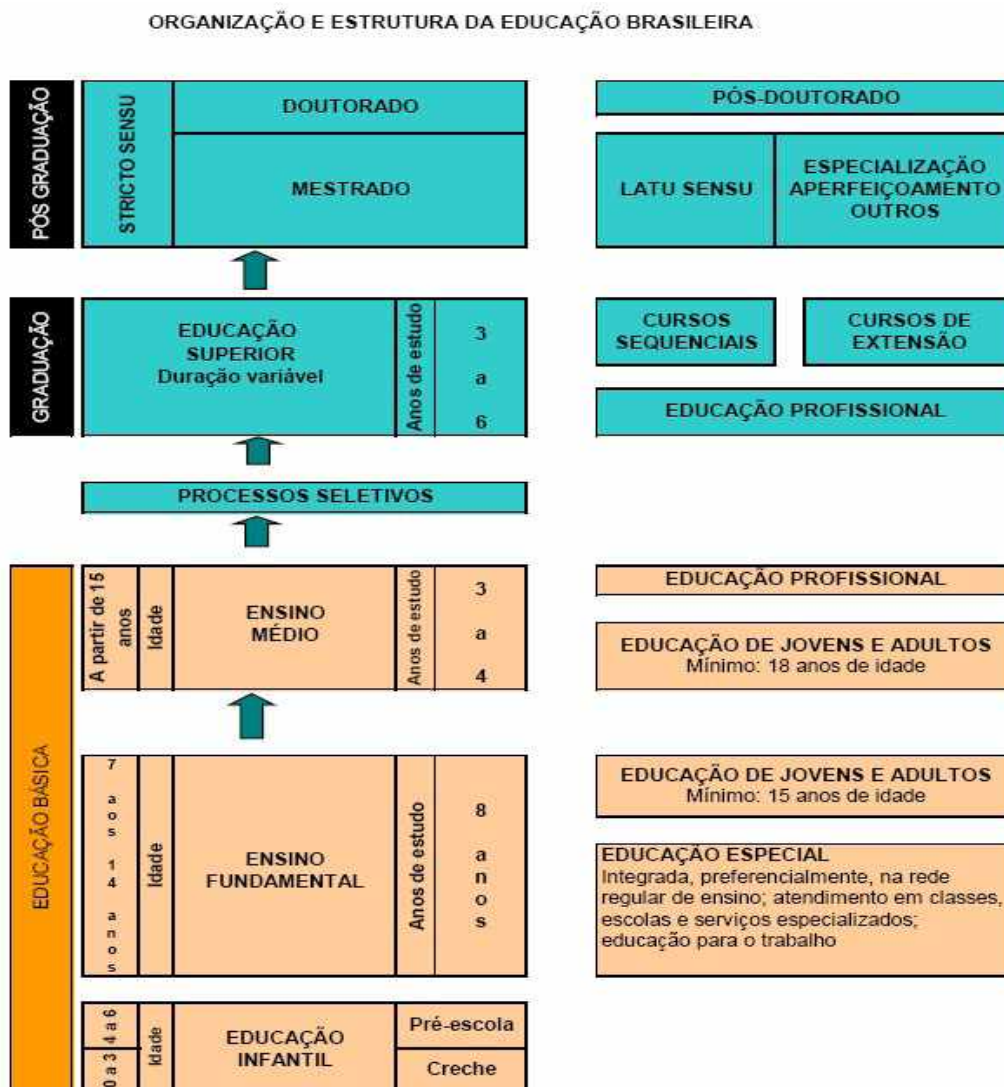 ORGANIZAÇÃO E ESTRUTURA DA EDUCAÇÃO BRASILEIRA
PÓS GRADUAÇÃO
STRICTO SENSU
DOUTORADO
MESTRADO
PÓS-DOUTORADO
LATU SENSU
ESPECIALIZAÇÃO
APERFEIÇOAMENTO
OUTROS
GRADUAÇÃO
EDUCAÇÃO
SUPERIOR
Duração variável
Anos de estudo
3
a
6
CURSOS
SEQUENCIAIS
CURSOS DE
EXTENSÃO
EDUCAÇÃO PROFISSIONAL
PROCESSOS SELETIVOS
EDUCAÇÃO BÁSICA
A partir de 15
anos
Idade
ENSINO
MÉDIO
Anos de estudo
3
a
4
EDUCAÇÃO PROFISSIONAL
EDUCAÇÃO DE JOVENS E ADULTOS
Mínimo: 18 anos de idade
7 aos 14 anos
Idade
ENSINO
FUNDAMENTAL
Anos de estudo
8
a
n
o
s
EDUCAÇÃO DE JOVENS E ADULTOS
Mínimo: 15 anos de idade
EDUCAÇÃO ESPECIAL
Integrada, preferencialmente, na rede
regular de ensino; atendimento em classes,
escolas e serviços especializados;
educação para o trabalho
4 a 6
0 a 3
Idade
EDUCAÇÃO
INFANTIL
Pré-escola
Creche